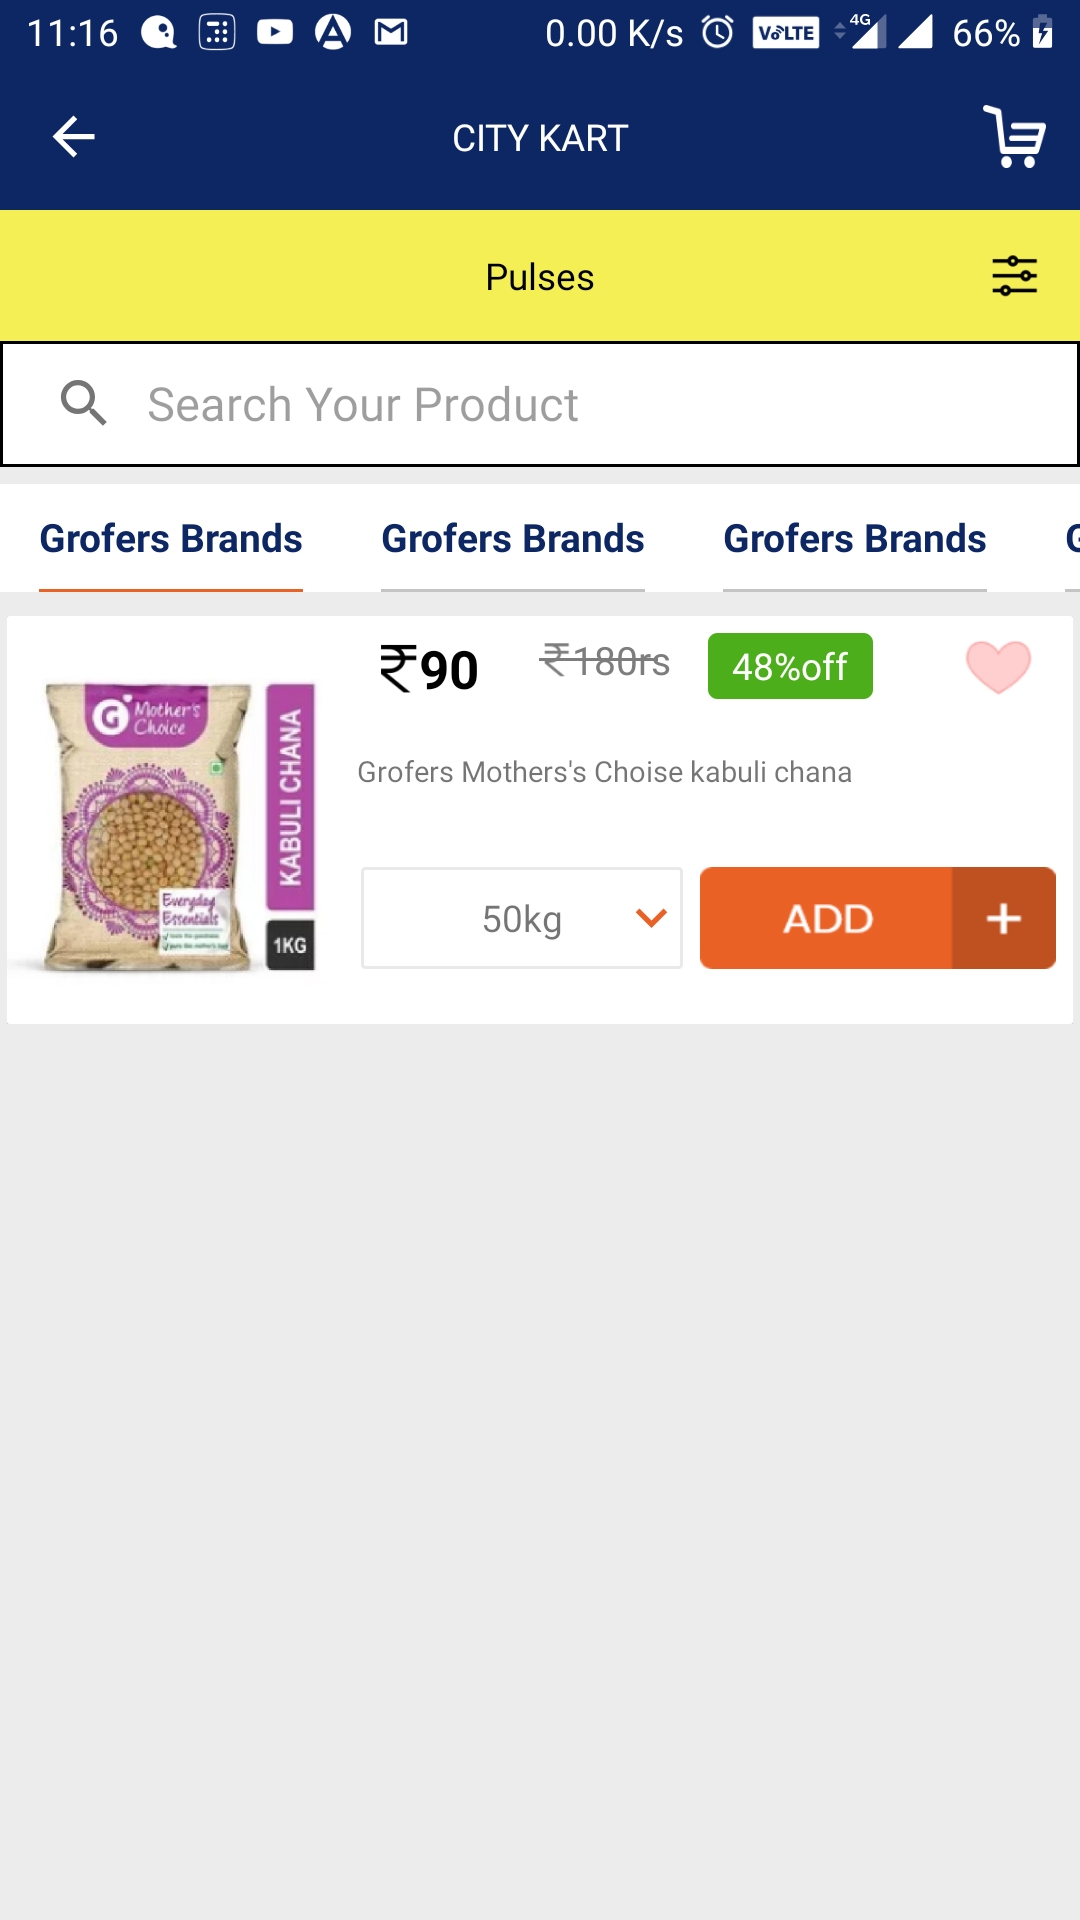 11:16 0.00 K/s VoLTE 4G 66%
CITY KART
Pulses
Search Your Product
Grofers Brands Grofers Brands Grofers Brands G
₹90 ₹180rs 48%off
G Mother's Choice
KABULI CHANA
Everyday
Essentials
1KG
Grofers Mothers's Choise kabuli chana
50kg ADD +